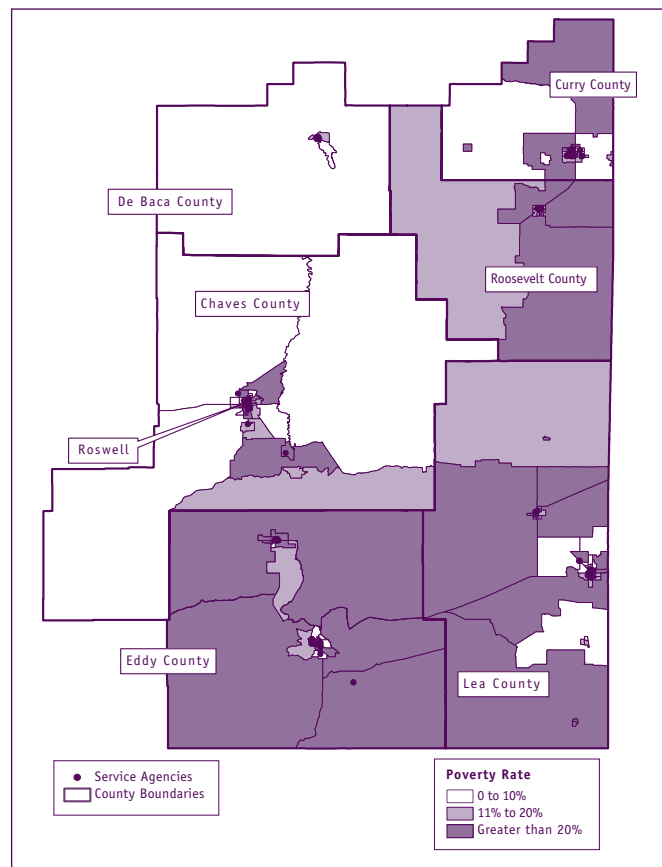 Curry County
De Baca County
Roosevelt County
Chaves County
Roswell
Eddy County
Lea County
Service Agencies
County Boundaries
Poverty Rate
0 to 10%
11% to 20%
Greater than 20%